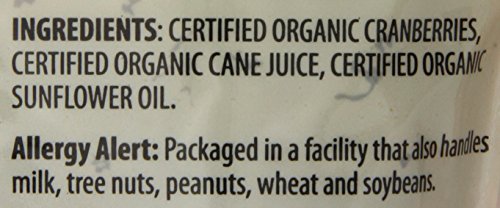 INGREDIENTS: CERTIFIED ORGANIC CRANBERRIES,
CERTIFIED ORGANIC CANE JUICE, CERTIFIED ORGANIC
SUNFLOWER OIL.
Allergy Alert: Packaged in a facility that also handles
milk, tree nuts, peanuts, wheat and soybeans.